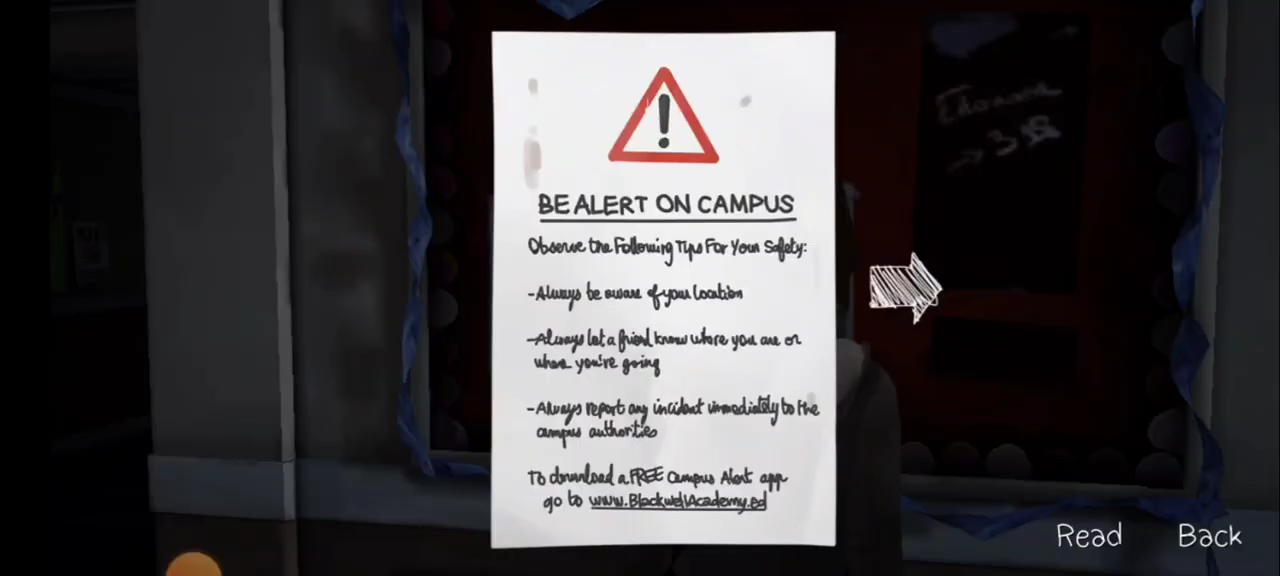 !
BE ALERT ON CAMPUS
Observe the Following Tips For Your Safety:
-Always be aware of your location
-Always let a friend know where you are or
where you're going
-Always report any incident immediately to the
campus authorities
To download a FREE Campus Alert app
go to www.BlackwellAcademy.ed
Read Back